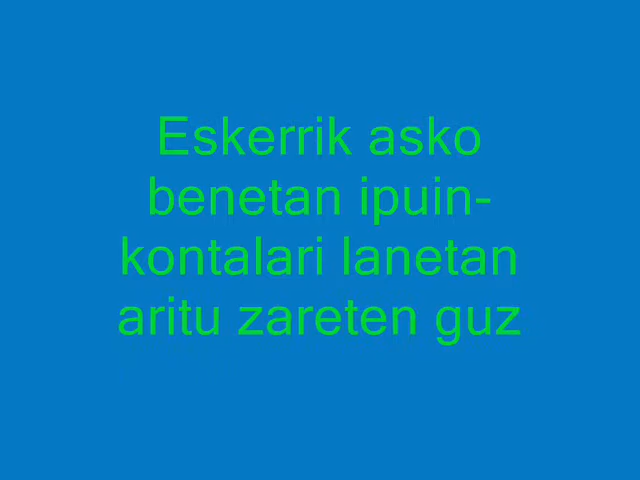 Eskerrik asko
benetan ipuin-
kontalari lanetan
aritu zareten guz